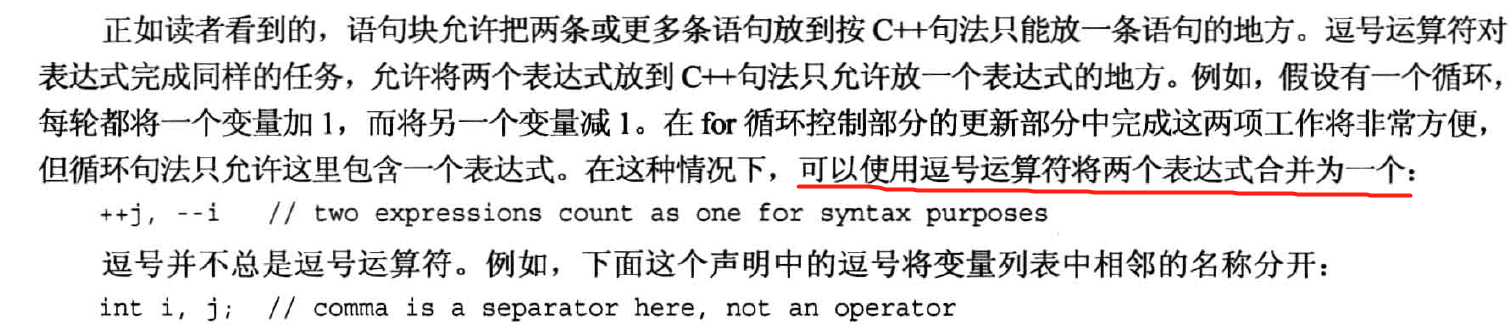 正如读者看到的，语句块允许把两条或更多条语句放到按 C++句法只能放一条语句的地方。逗号运算符对
表达式完成同样的任务，允许将两个表达式放到 C++句法只允许放一个表达式的地方。例如，假设有一个循环，
每轮都将一个变量加 1，而将另一个变量减 1。在 for 循环控制部分的更新部分中完成这两项工作将非常方便，
但循环句法只允许这里包含一个表达式。在这种情况下，可以使用逗号运算符将两个表达式合并为一个：
++j, --i   // two expressions count as one for syntax purposes
逗号并不总是逗号运算符。例如，下面这个声明中的逗号将变量列表中相邻的名称分开：
int i, j;  // comma is a separator here, not an operator